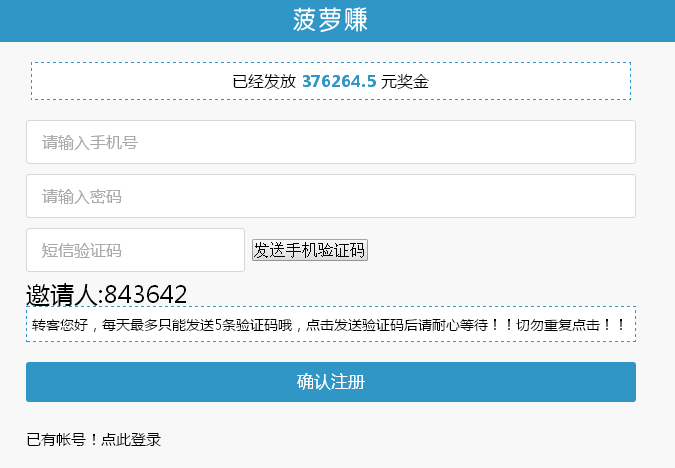 菠萝赚
已经发放 376264.5 元奖金
请输入手机号
请输入密码
短信验证码 发送手机验证码
邀请人:843642
转客您好，每天最多只能发送5条验证码哦，点击发送验证码后请耐心等待！！切勿重复点击！！
确认注册
已有帐号！点此登录